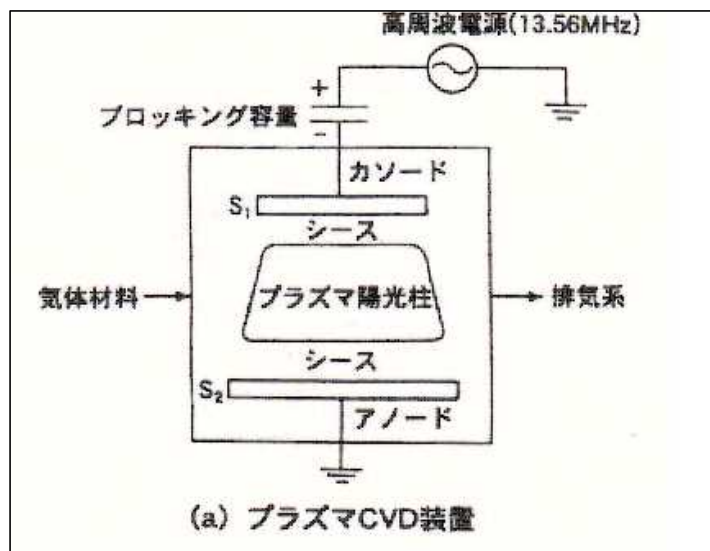 高周波電源(13.56MHz)
+
ブロッキング容量
-
カソード
S₁
シース
気体材料
プラズマ陽光柱
排気系
シース
S₂
アノード
(a) プラズマCVD装置